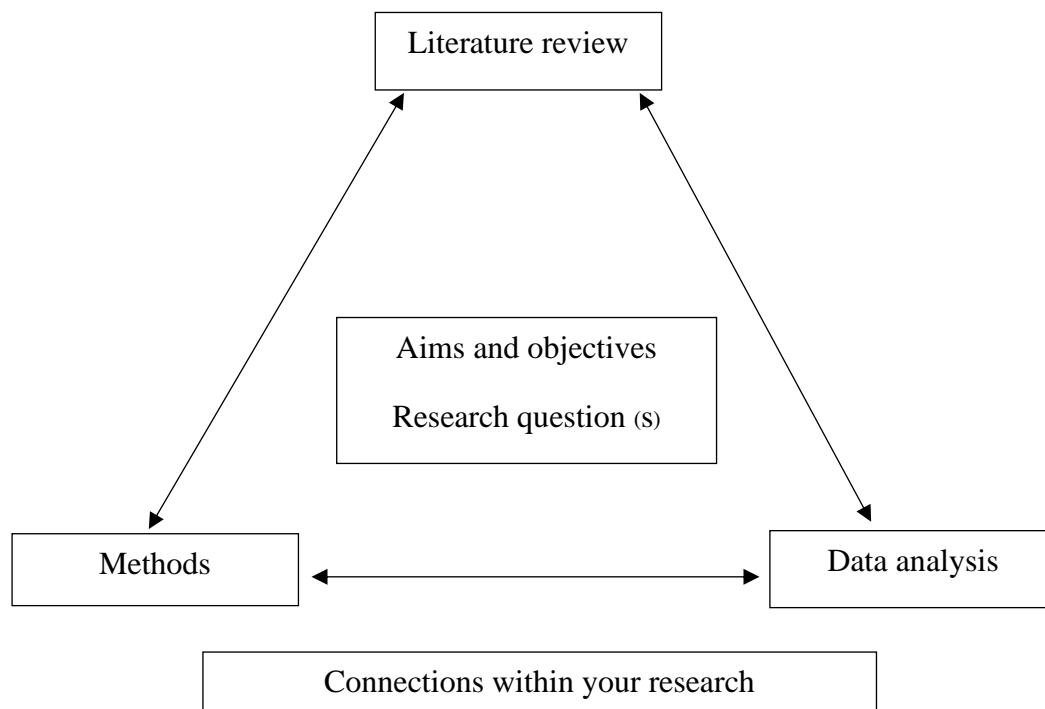 Literature review
Aims and objectives
Research question (s)
Methods
Data analysis
Connections within your research